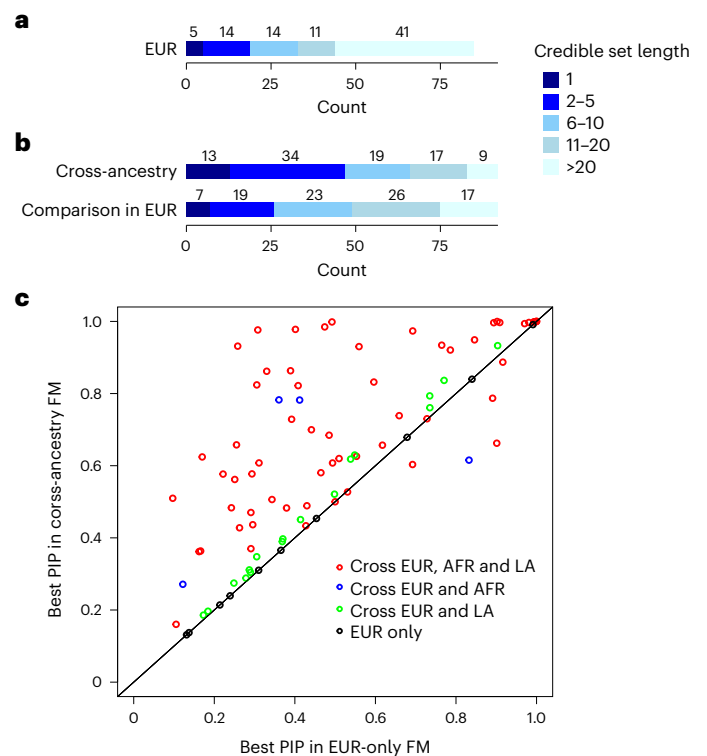 a
5 14 14 11 41
EUR
0 25 50 75
Count
Credible set length
1
2–5
6–10
11–20
>20
b
13 34 19 17 9
Cross-ancestry
7 19 23 26 17
Comparison in EUR
0 25 50 75
Count
c
Best PIP in corss-ancestry FM
1.0
0.8
0.6
0.4
0.2
0
Cross EUR, AFR and LA
Cross EUR and AFR
Cross EUR and LA
EUR only
0 0.2 0.4 0.6 0.8 1.0
Best PIP in EUR-only FM